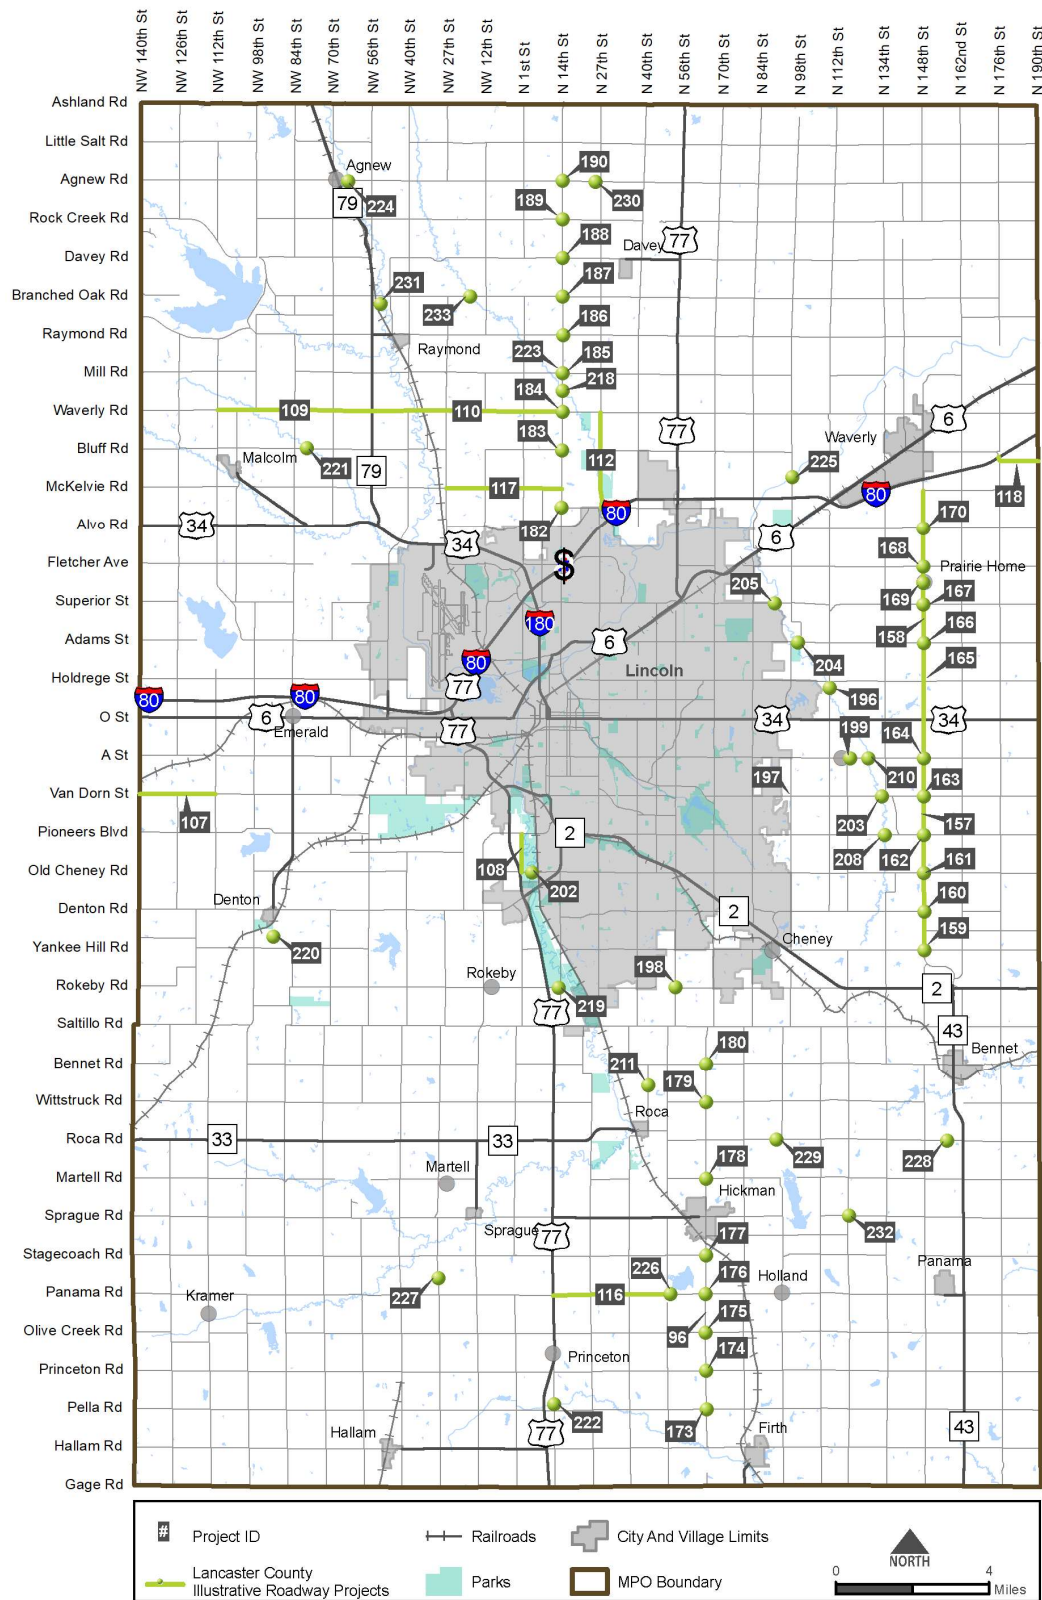 NW 140th St
NW 126th St
NW 112th St
NW 98th St
NW 84th St
NW 70th St
NW 56th St
NW 40th St
NW 27th St
NW 12th St
N 1st St
N 14th St
N 27th St
N 40th St
N 56th St
N 70th St
N 84th St
N 98th St
N 112th St
N 134th St
N 148th St
N 162nd St
N 176th St
N 190th St
Ashland Rd
Little Salt Rd
190
Agnew
Agnew Rd
189
230
79
224
Rock Creek Rd
188
Davey
77
Davey Rd
187
231
Branched Oak Rd
233
186
Raymond Rd
Raymond
223
185
Mill Rd
184
218
Waverly Rd
109
110
6
183
77
Waverly
Bluff Rd
Malcolm
221
79
112
225
McKelvie Rd
117
80
118
80
170
Alvo Rd
34
182
6
34
168
Fletcher Ave
$
Prairie Home
205
169
167
Superior St
180
158
166
Adams St
6
204
165
80
Lincoln
Holdrege St
77
196
80
80
6
34
34
O St
Emerald
77
199
164
A St
197
210
163
Van Dorn St
107
203
157
Pioneers Blvd
2
208
162
161
108
Old Cheney Rd
202
160
Denton
2
Denton Rd
159
Cheney
Yankee Hill Rd
220
Rokeby
198
Rokeby Rd
219
2
77
Saltillo Rd
43
180
Bennet
Bennet Rd
211
179
Wittstruck Rd
Roca
Roca Rd
33
33
178
229
228
Martell
Martell Rd
Hickman
Sprague Rd
Sprague
77
177
232
Stagecoach Rd
226
176
Holland
Panama
Panama Rd
Kramer
227
116
175
Olive Creek Rd
96
174
Princeton
Princeton Rd
Pella Rd
222
173
Hallam
77
Firth
43
Hallam Rd
Gage Rd
# Project ID
Railroads
City And Village Limits
NORTH
Lancaster County
Illustrative Roadway Projects
Parks
MPO Boundary
0
4
Miles